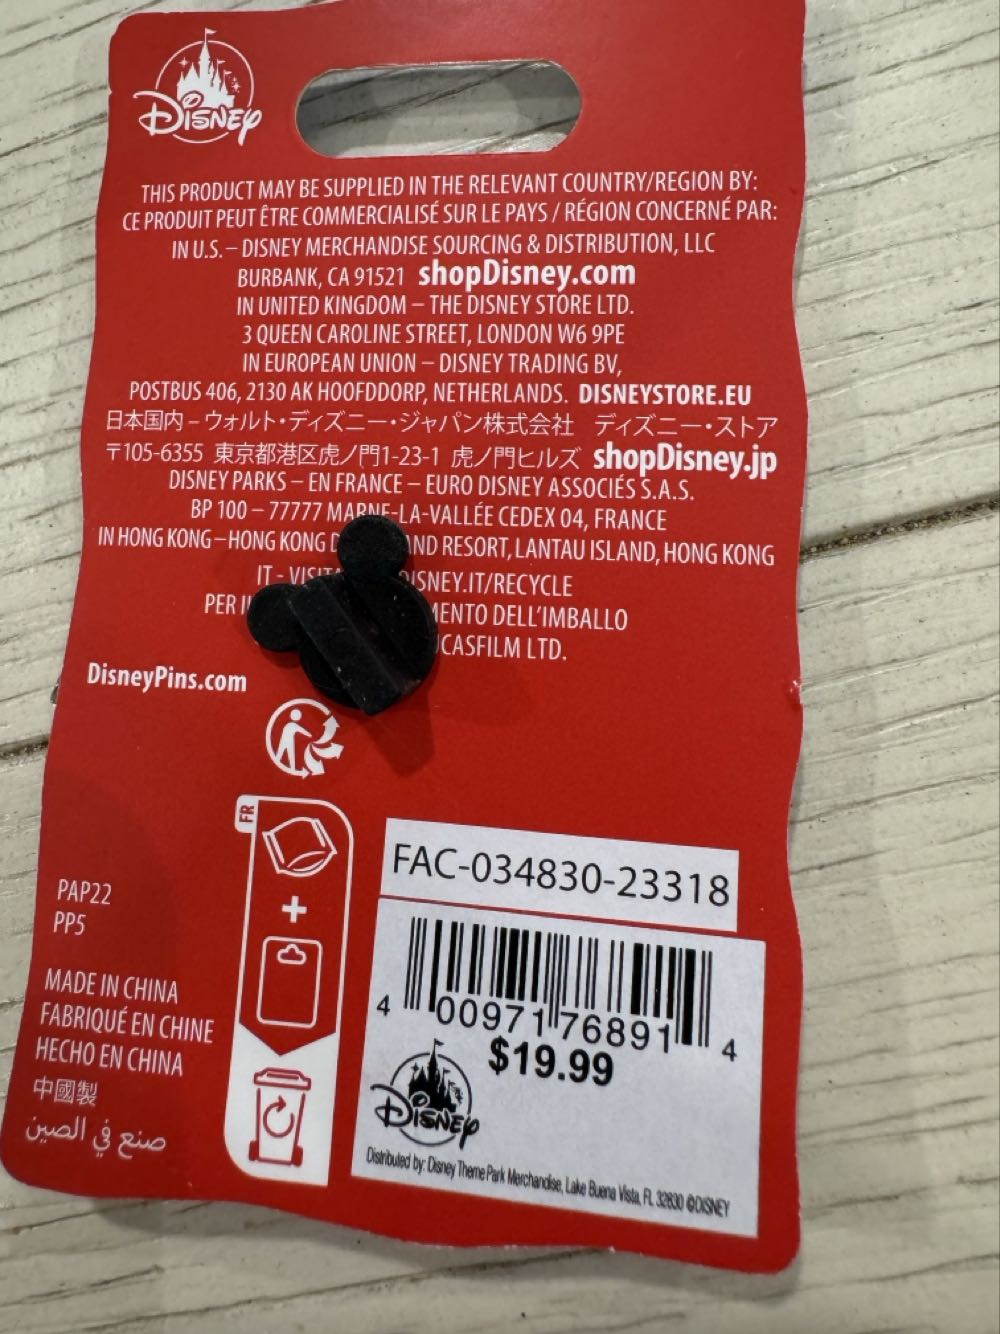 Disney
THIS PRODUCT MAY BE SUPPLIED IN THE RELEVANT COUNTRY/REGION BY:
CE PRODUIT PEUT ÊTRE COMMERCIALISÉ SUR LE PAYS / RÉGION CONCERNÉ PAR:
IN U.S. – DISNEY MERCHANDISE SOURCING & DISTRIBUTION, LLC
BURBANK, CA 91521 shopDisney.com
IN UNITED KINGDOM – THE DISNEY STORE LTD.
3 QUEEN CAROLINE STREET, LONDON W6 9PE
IN EUROPEAN UNION – DISNEY TRADING BV,
POSTBUS 406, 2130 AK HOOFDDORP, NETHERLANDS. DISNEYSTORE.EU
日本国内 – ウォルト・ディズニー・ジャパン株式会社 ディズニー・ストア
〒105-6355 東京都港区虎ノ門1-23-1 虎ノ門ヒルズ shopDisney.jp
DISNEY PARKS – EN FRANCE – EURO DISNEY ASSOCIÉS S.A.S.
BP 100 – 77777 MARNE-LA-VALLÉE CEDEX 04, FRANCE
IN HONG KONG – HONG KONG D AND RESORT, LANTAU ISLAND, HONG KONG
IT - VISIT DISNEY.IT/RECYCLE
PER I MENTO DELL'IMBALLO
UCASFILM LTD.
DisneyPins.com
FR
+
PAP22
PP5
MADE IN CHINA
FABRIQUÉ EN CHINE
HECHO EN CHINA
中國製
صنع في الصين
FAC-034830-23318
4 00971 76891 4
$19.99
Disney
Distributed by: Disney Theme Park Merchandise, Lake Buena Vista, FL 32830 ©DISNEY